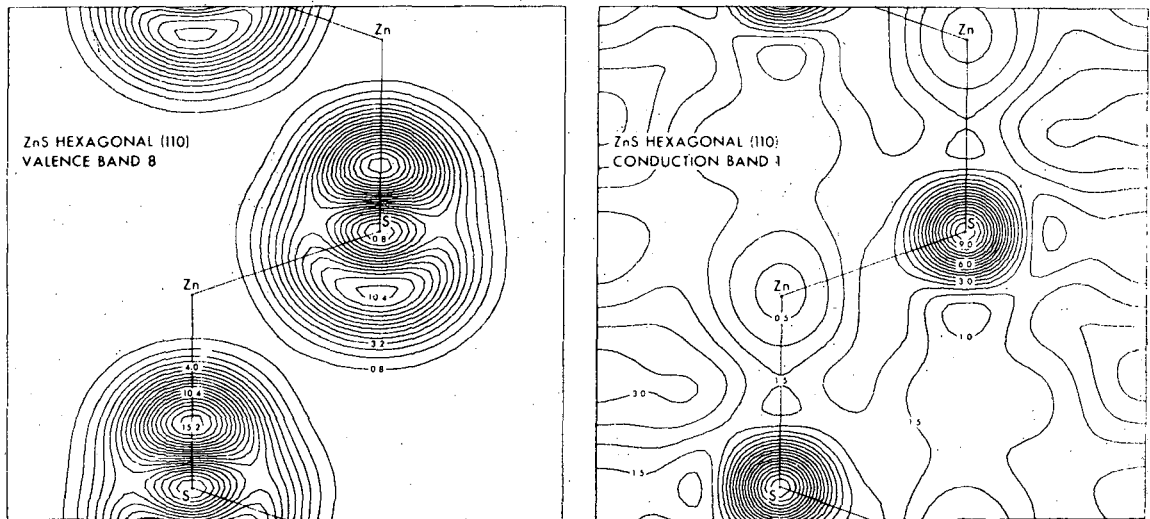 Zn
ZnS HEXAGONAL (110)
VALENCE BAND 8
S
0.8
Zn
10.4
3.2
0.8
4.0
10.4
15.2
S
Zn
ZnS HEXAGONAL (110)
CONDUCTION BAND 1
S
9.0
6.0
3.0
Zn
0.5
1.0
1.5
3.0
1.5
1.5
S